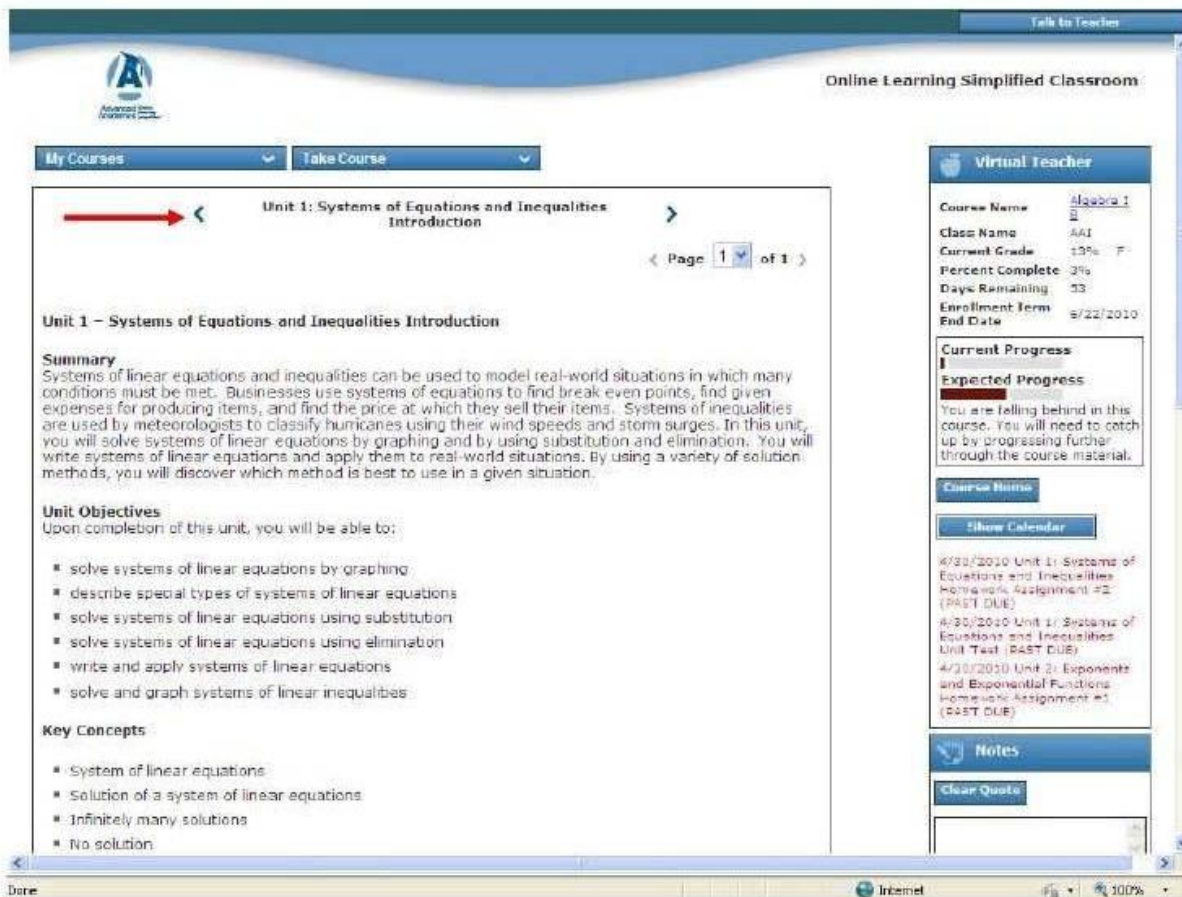 Talk to Teacher
Advanced
Academics
Online Learning Simplified Classroom
My Courses
Take Course
Unit 1: Systems of Equations and Inequalities
Introduction
Page 1 of 1
Unit 1 – Systems of Equations and Inequalities Introduction
Summary
Systems of linear equations and inequalities can be used to model real-world situations in which many
conditions must be met. Businesses use systems of equations to find break even points, find given
expenses for producing items, and find the price at which they sell their items. Systems of inequalities
are used by meteorologists to classify hurricanes using their wind speeds and storm surges. In this unit,
you will solve systems of linear equations by graphing and by using substitution and elimination. You will
write systems of linear equations and apply them to real-world situations. By using a variety of solution
methods, you will discover which method is best to use in a given situation.
Unit Objectives
Upon completion of this unit, you will be able to:
solve systems of linear equations by graphing
describe special types of systems of linear equations
solve systems of linear equations using substitution
solve systems of linear equations using elimination
write and apply systems of linear equations
solve and graph systems of linear inequalities
Key Concepts
System of linear equations
Solution of a system of linear equations
Infinitely many solutions
No solution
Virtual Teacher
Course Name Algebra I
B
Class Name AAI
Current Grade 13% F
Percent Complete 3%
Days Remaining 53
Enrollment Term
End Date 6/22/2010
Current Progress
Expected Progress
You are falling behind in this
course. You will need to catch
up by progressing further
through the course material.
Course Home
Show Calendar
4/30/2010 Unit 1: Systems of
Equations and Inequalities
Homework Assignment #2
(PAST DUE)
4/30/2010 Unit 1: Systems of
Equations and Inequalities
Unit Test (PAST DUE)
4/30/2010 Unit 2: Exponents
and Exponential Functions
Homework Assignment #1
(PAST DUE)
Notes
Clear Quote
Done
Internet
100%